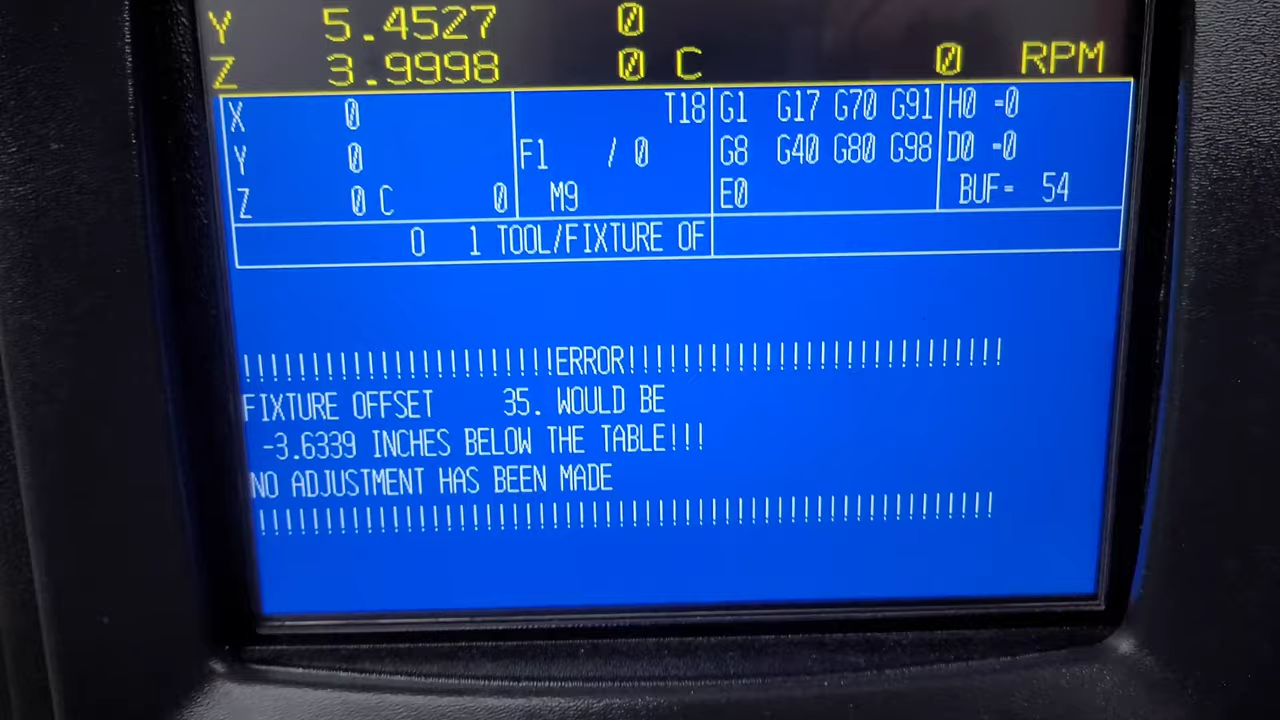 Y 5.4527 0
Z 3.9998 0 C 0 RPM
X 0 T18 G1 G17 G70 G91 H0 =0
Y 0 F1 / 0 G8 G40 G80 G98 D0 =0
Z 0 C 0 M9 E0 BUF= 54
0 1 TOOL/FIXTURE OF
!!!!!!!!!!!!!!!!!!!!!!!ERROR!!!!!!!!!!!!!!!!!!!!!!!!!!!!
FIXTURE OFFSET 35. WOULD BE
-3.6339 INCHES BELOW THE TABLE!!!
NO ADJUSTMENT HAS BEEN MADE
!!!!!!!!!!!!!!!!!!!!!!!!!!!!!!!!!!!!!!!!!!!!!!!!!!!!!!!